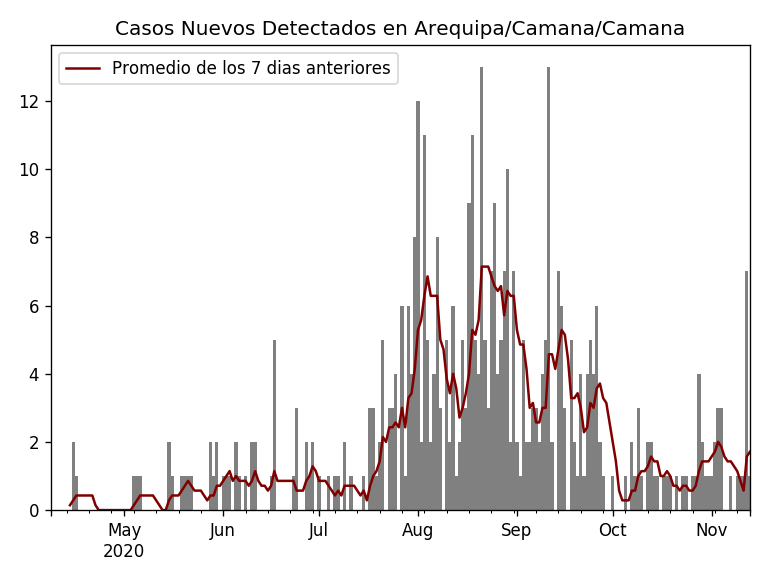 Casos Nuevos Detectados en Arequipa/Camana/Camana
Promedio de los 7 dias anteriores
12
10
8
6
4
2
0
May Jun Jul Aug Sep Oct Nov
2020